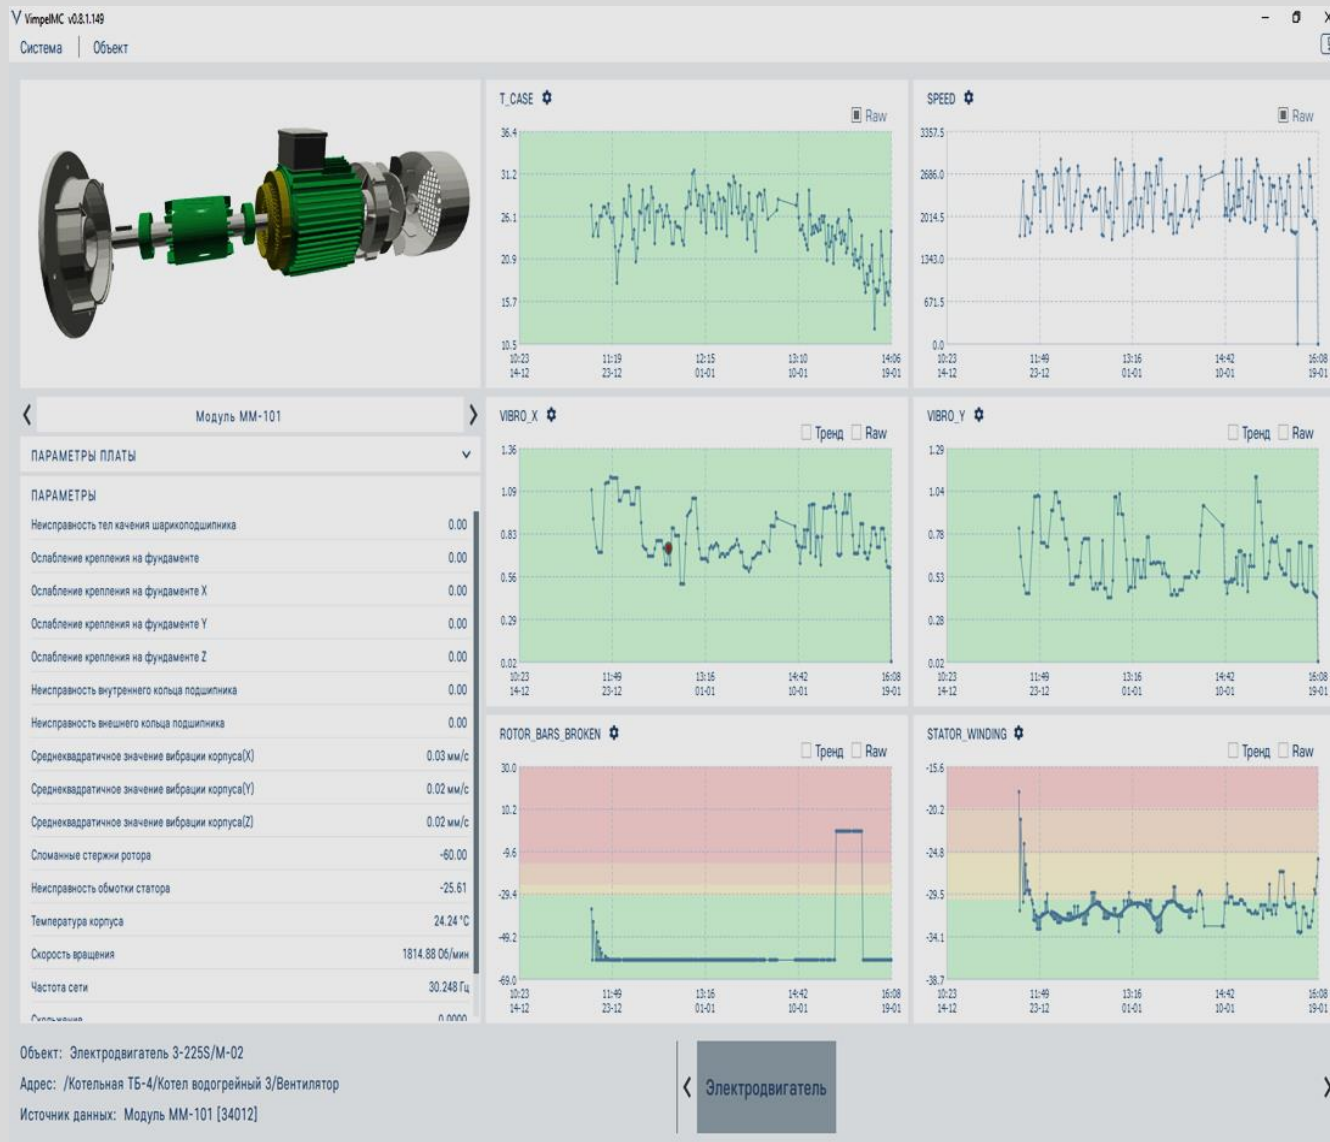 VimpelMC v0.8.1.149
Система | Объект
T_CASE
Raw
36.4
31.2
26.1
20.9
15.7
10.5
10:23 11:19 12:15 13:10 14:06
14-12 23-12 01-01 10-01 19-01
SPEED
Raw
3357.5
2686.0
2014.5
1343.0
671.5
0.0
10:23 11:49 13:16 14:42 16:08
14-12 23-12 01-01 10-01 19-01
Модуль ММ-101
ПАРАМЕТРЫ ПЛАТЫ
ПАРАМЕТРЫ
Неисправность тел качения шарикоподшипника 0.00
Ослабление крепления на фундаменте 0.00
Ослабление крепления на фундаменте X 0.00
Ослабление крепления на фундаменте Y 0.00
Ослабление крепления на фундаменте Z 0.00
Неисправность внутреннего кольца подшипника 0.00
Неисправность внешнего кольца подшипника 0.00
Среднеквадратичное значение вибрации корпуса(X) 0.03 мм/с
Среднеквадратичное значение вибрации корпуса(Y) 0.02 мм/с
Среднеквадратичное значение вибрации корпуса(Z) 0.02 мм/с
Сломанные стержни ротора -60.00
Неисправность обмотки статора -25.61
Температура корпуса 24.24 °C
Скорость вращения 1814.88 Об/мин
Частота сети 30.248 Гц
Скольжение 0.0000
VIBRO_X
Тренд Raw
1.36
1.09
0.83
0.56
0.29
0.02
10:23 11:49 13:16 14:42 16:08
14-12 23-12 01-01 10-01 19-01
VIBRO_Y
Тренд Raw
1.29
1.04
0.78
0.53
0.28
0.02
10:23 11:49 13:16 14:42 16:08
14-12 23-12 01-01 10-01 19-01
ROTOR_BARS_BROKEN
Тренд Raw
30.0
10.2
-9.6
-29.4
-49.2
-69.0
10:23 11:49 13:16 14:42 16:08
14-12 23-12 01-01 10-01 19-01
STATOR_WINDING
Тренд Raw
-15.6
-20.2
-24.8
-29.5
-34.1
-38.7
10:23 11:49 13:16 14:42 16:08
14-12 23-12 01-01 10-01 19-01
Объект: Электродвигатель 3-225S/M-02
Адрес: /Котельная ТБ-4/Котел водогрейный 3/Вентилятор
Источник данных: Модуль ММ-101 [34012]
Электродвигатель